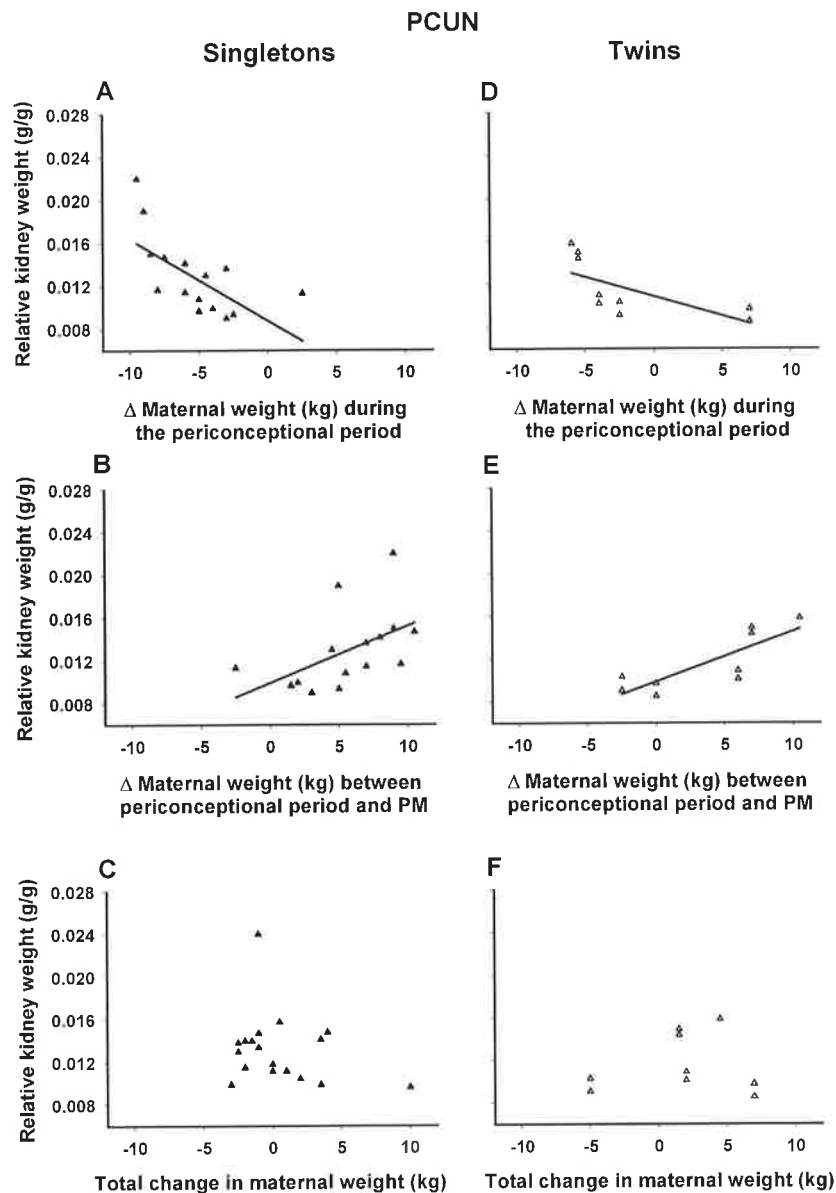 PCUN
Singletons
Twins
A
Relative kidney weight (g/g)
0.028
0.024
0.020
0.016
0.012
0.008
-10 -5 0 5 10
Δ Maternal weight (kg) during
the periconceptional period
D
-10 -5 0 5 10
Δ Maternal weight (kg) during
the periconceptional period
B
Relative kidney weight (g/g)
0.028
0.024
0.020
0.016
0.012
0.008
-10 -5 0 5 10
Δ Maternal weight (kg) between
periconceptional period and PM
E
-10 -5 0 5 10
Δ Maternal weight (kg) between
periconceptional period and PM
C
Relative kidney weight (g/g)
0.028
0.024
0.020
0.016
0.012
0.008
-10 -5 0 5 10
Total change in maternal weight (kg)
F
-10 -5 0 5 10
Total change in maternal weight (kg)